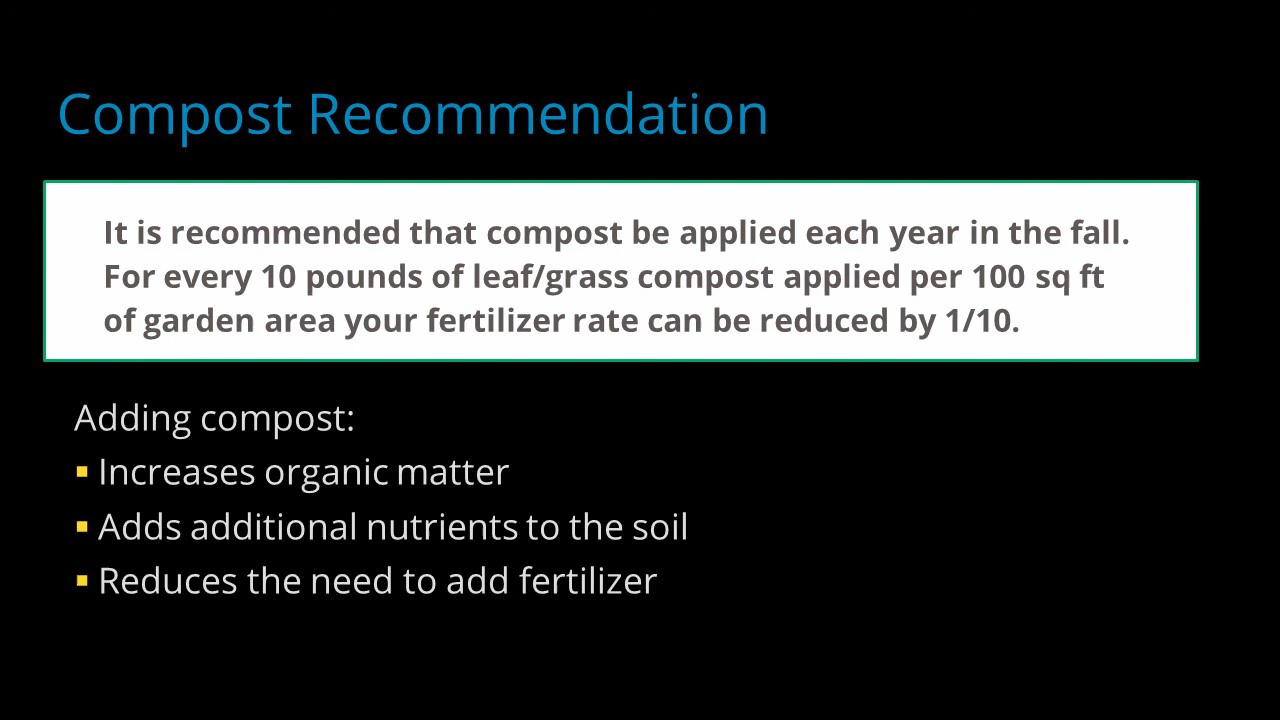 Compost Recommendation
It is recommended that compost be applied each year in the fall.
For every 10 pounds of leaf/grass compost applied per 100 sq ft
of garden area your fertilizer rate can be reduced by 1/10.
Adding compost:
▪ Increases organic matter
▪ Adds additional nutrients to the soil
▪ Reduces the need to add fertilizer